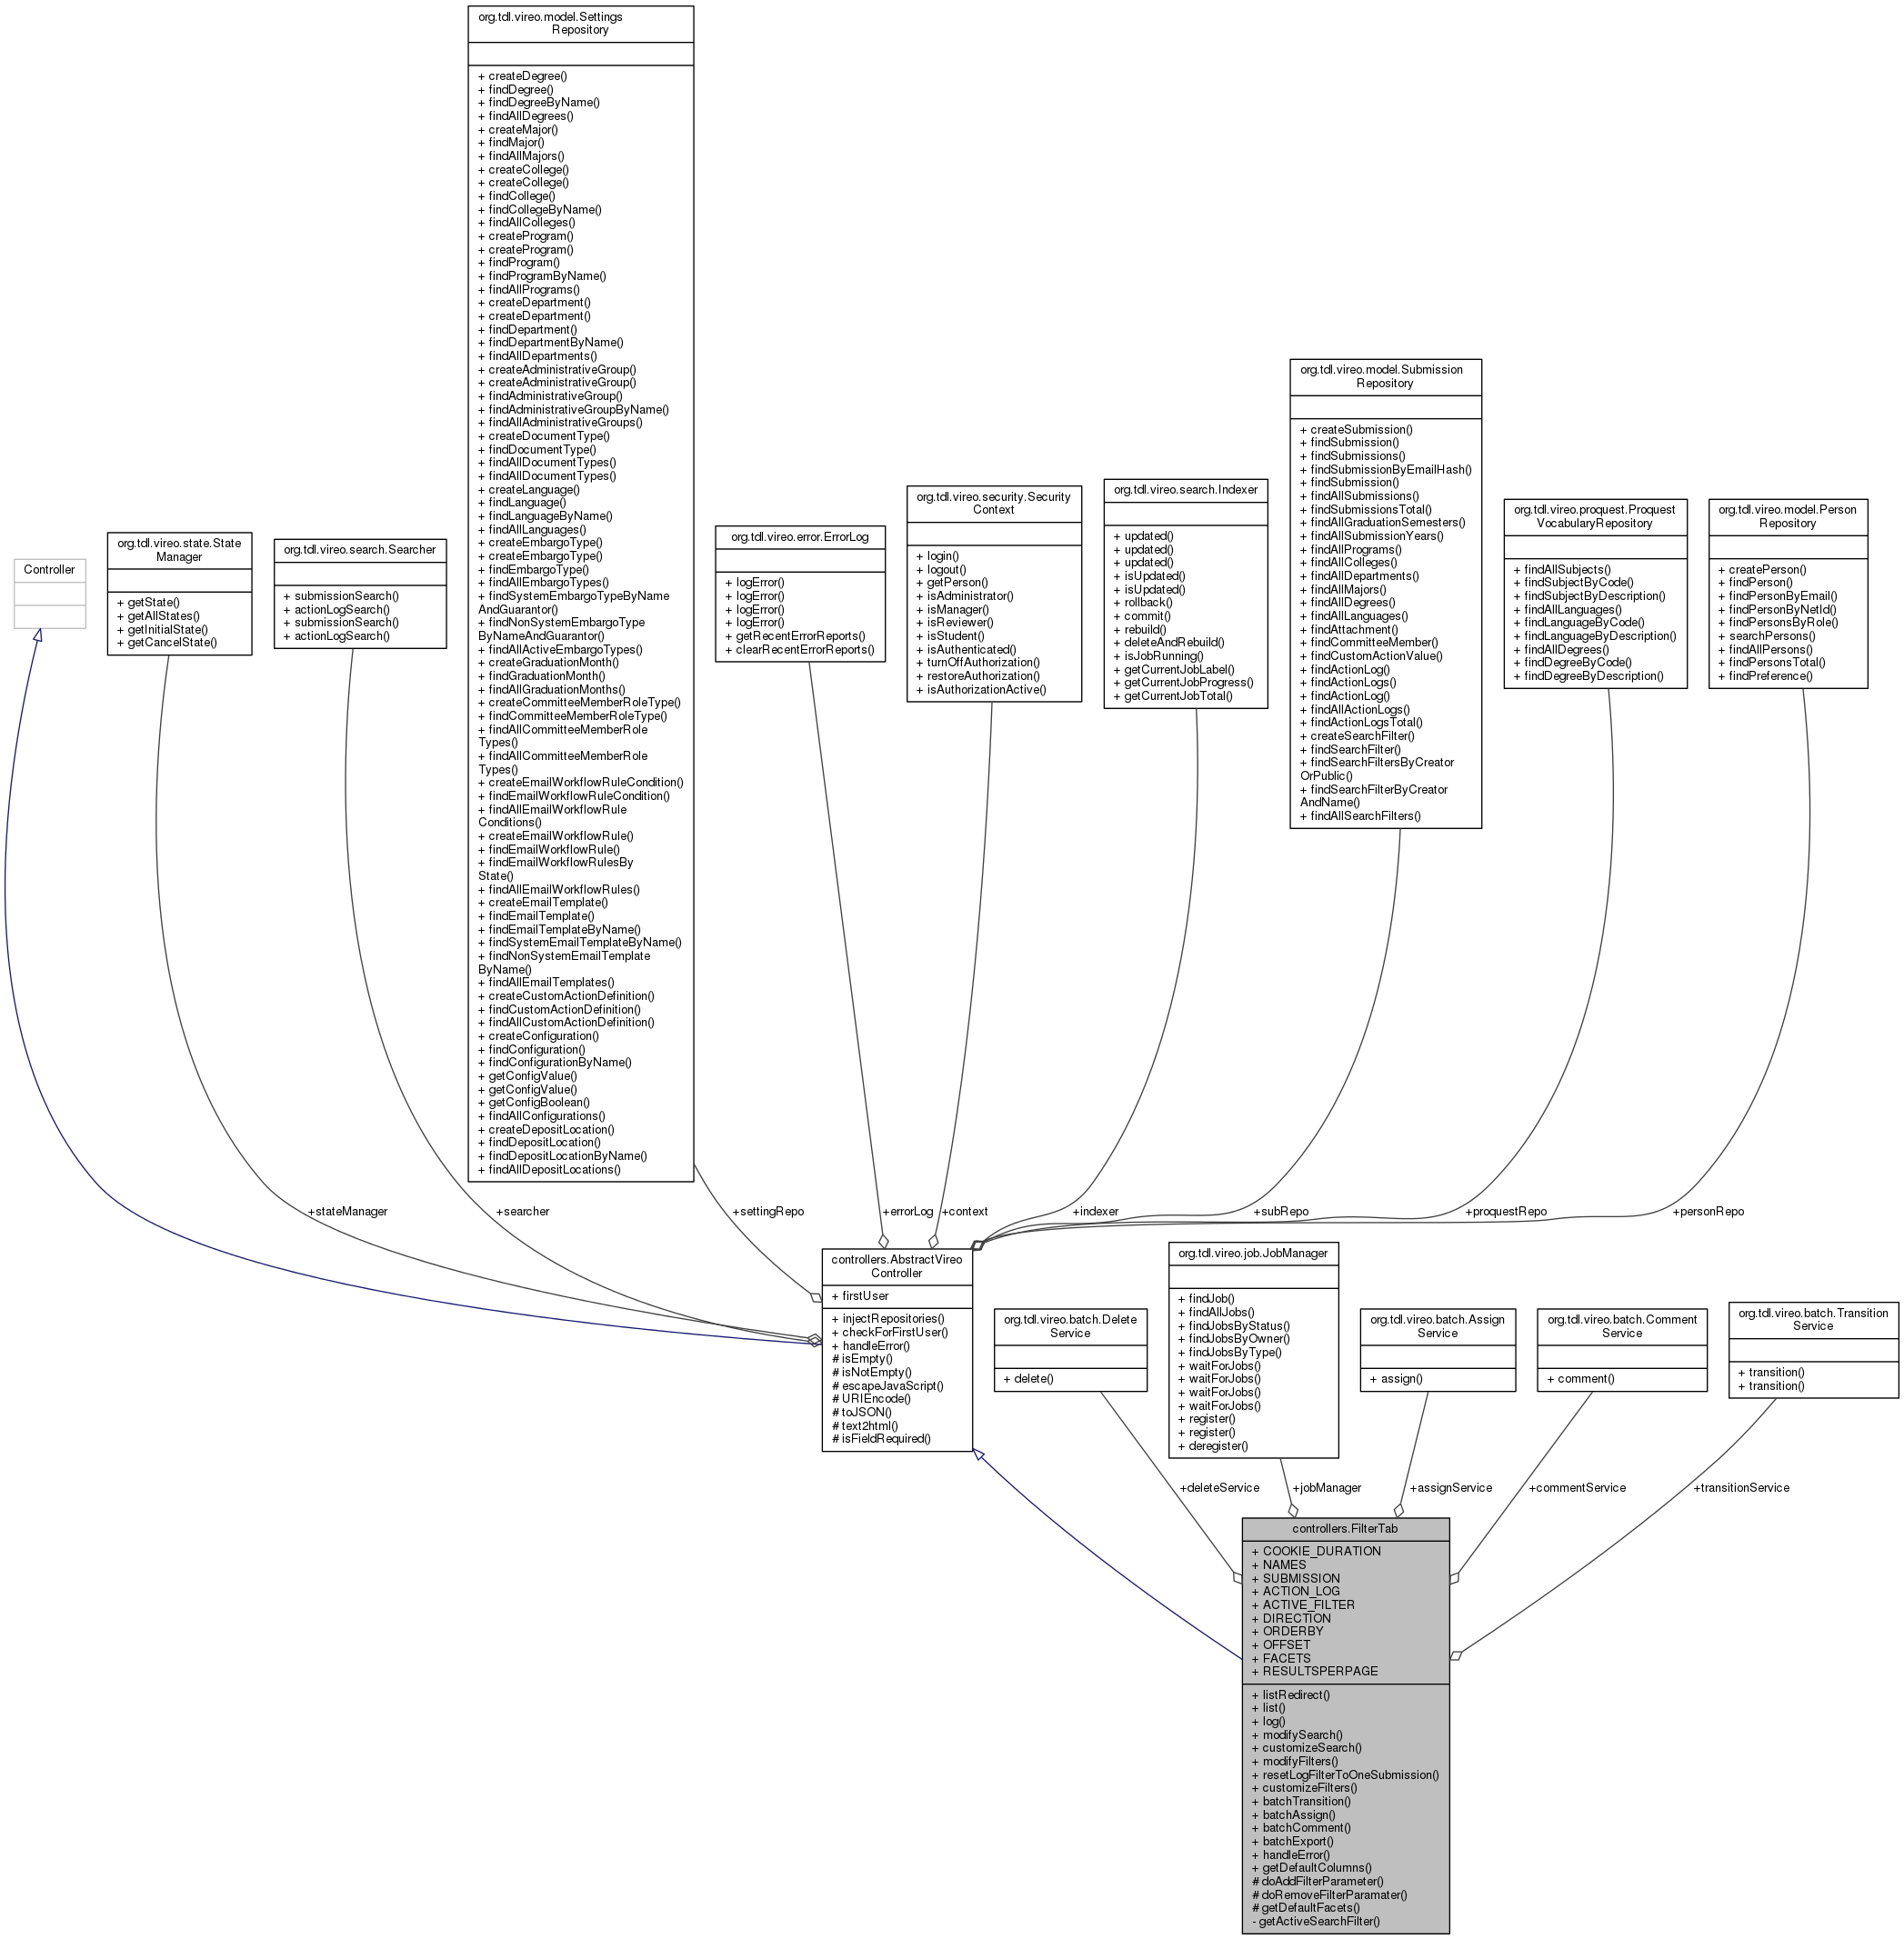 org.tdl.vireo.model.Settings
Repository
+ createDegree()
+ findDegree()
+ findDegreeByName()
+ findAllDegrees()
+ createMajor()
+ findMajor()
+ findAllMajors()
+ createCollege()
+ createCollege()
+ findCollege()
+ findCollegeByName()
+ findAllColleges()
+ createProgram()
+ createProgram()
+ findProgram()
+ findProgramByName()
+ findAllPrograms()
+ createDepartment()
+ createDepartment()
+ findDepartment()
+ findDepartmentByName()
+ findAllDepartments()
+ createAdministrativeGroup()
+ createAdministrativeGroup()
+ findAdministrativeGroup()
+ findAdministrativeGroupByName()
+ findAllAdministrativeGroups()
+ createDocumentType()
+ findDocumentType()
+ findAllDocumentTypes()
+ findAllDocumentTypes()
+ createLanguage()
+ findLanguage()
+ findLanguageByName()
+ findAllLanguages()
+ createEmbargoType()
+ createEmbargoType()
+ findEmbargoType()
+ findAllEmbargoTypes()
+ findSystemEmbargoTypeByName
AndGuarantor()
+ findNonSystemEmbargoType
ByNameAndGuarantor()
+ findAllActiveEmbargoTypes()
+ createGraduationMonth()
+ findGraduationMonth()
+ findAllGraduationMonths()
+ createCommitteeMemberRoleType()
+ findCommitteeMemberRoleType()
+ findAllCommitteeMemberRole
Types()
+ findAllCommitteeMemberRole
Types()
+ createEmailWorkflowRuleCondition()
+ findEmailWorkflowRuleCondition()
+ findAllEmailWorkflowRule
Conditions()
+ createEmailWorkflowRule()
+ findEmailWorkflowRule()
+ findEmailWorkflowRulesBy
State()
+ findAllEmailWorkflowRules()
+ createEmailTemplate()
+ findEmailTemplate()
+ findEmailTemplateByName()
+ findSystemEmailTemplateByName()
+ findNonSystemEmailTemplate
ByName()
+ findAllEmailTemplates()
+ createCustomActionDefinition()
+ findCustomActionDefinition()
+ findAllCustomActionDefinition()
+ createConfiguration()
+ findConfiguration()
+ findConfigurationByName()
+ getConfigValue()
+ getConfigValue()
+ getConfigBoolean()
+ findAllConfigurations()
+ createDepositLocation()
+ findDepositLocation()
+ findDepositLocationByName()
+ findAllDepositLocations()
Controller
org.tdl.vireo.state.State
Manager
+ getState()
+ getAllStates()
+ getInitialState()
+ getCancelState()
org.tdl.vireo.search.Searcher
+ submissionSearch()
+ actionLogSearch()
+ submissionSearch()
+ actionLogSearch()
org.tdl.vireo.error.ErrorLog
+ logError()
+ logError()
+ logError()
+ logError()
+ getRecentErrorReports()
+ clearRecentErrorReports()
org.tdl.vireo.security.Security
Context
+ login()
+ logout()
+ getPerson()
+ isAdministrator()
+ isManager()
+ isReviewer()
+ isStudent()
+ isAuthenticated()
+ turnOffAuthorization()
+ restoreAuthorization()
+ isAuthorizationActive()
org.tdl.vireo.search.Indexer
+ updated()
+ updated()
+ updated()
+ isUpdated()
+ isUpdated()
+ rollback()
+ commit()
+ rebuild()
+ deleteAndRebuild()
+ isJobRunning()
+ getCurrentJobLabel()
+ getCurrentJobProgress()
+ getCurrentJobTotal()
org.tdl.vireo.model.Submission
Repository
+ createSubmission()
+ findSubmission()
+ findSubmissions()
+ findSubmissionByEmailHash()
+ findSubmission()
+ findAllSubmissions()
+ findSubmissionsTotal()
+ findAllGraduationSemesters()
+ findAllSubmissionYears()
+ findAllPrograms()
+ findAllColleges()
+ findAllDepartments()
+ findAllMajors()
+ findAllDegrees()
+ findAllLanguages()
+ findAttachment()
+ findCommitteeMember()
+ findCustomActionValue()
+ findActionLog()
+ findActionLogs()
+ findActionLog()
+ findAllActionLogs()
+ findActionLogsTotal()
+ createSearchFilter()
+ findSearchFilter()
+ findSearchFiltersByCreator
OrPublic()
+ findSearchFilterByCreator
AndName()
+ findAllSearchFilters()
org.tdl.vireo.proquest.Proquest
VocabularyRepository
+ findAllSubjects()
+ findSubjectByCode()
+ findSubjectByDescription()
+ findAllLanguages()
+ findLanguageByCode()
+ findLanguageByDescription()
+ findAllDegrees()
+ findDegreeByCode()
+ findDegreeByDescription()
org.tdl.vireo.model.Person
Repository
+ createPerson()
+ findPerson()
+ findPersonByEmail()
+ findPersonByNetId()
+ findPersonsByRole()
+ searchPersons()
+ findAllPersons()
+ findPersonsTotal()
+ findPreference()
+stateManager
+searcher
+settingRepo
+errorLog
+context
+indexer
+subRepo
+proquestRepo
+personRepo
controllers.AbstractVireo
Controller
+ firstUser
+ injectRepositories()
+ checkForFirstUser()
+ handleError()
# isEmpty()
# isNotEmpty()
# escapeJavaScript()
# URIEncode()
# toJSON()
# text2html()
# isFieldRequired()
org.tdl.vireo.batch.Delete
Service
+ delete()
org.tdl.vireo.job.JobManager
+ findJob()
+ findAllJobs()
+ findJobsByStatus()
+ findJobsByOwner()
+ findJobsByType()
+ waitForJobs()
+ waitForJobs()
+ waitForJobs()
+ waitForJobs()
+ register()
+ register()
+ deregister()
org.tdl.vireo.batch.Assign
Service
+ assign()
org.tdl.vireo.batch.Comment
Service
+ comment()
org.tdl.vireo.batch.Transition
Service
+ transition()
+ transition()
+deleteService
+jobManager
+assignService
+commentService
+transitionService
controllers.FilterTab
+ COOKIE_DURATION
+ NAMES
+ SUBMISSION
+ ACTION_LOG
+ ACTIVE_FILTER
+ DIRECTION
+ ORDERBY
+ OFFSET
+ FACETS
+ RESULTSPERPAGE
+ listRedirect()
+ list()
+ log()
+ modifySearch()
+ customizeSearch()
+ modifyFilters()
+ resetLogFilterToOneSubmission()
+ customizeFilters()
+ batchTransition()
+ batchAssign()
+ batchComment()
+ batchExport()
+ handleError()
+ getDefaultColumns()
# doAddFilterParameter()
# doRemoveFilterParamater()
# getDefaultFacets()
- getActiveSearchFilter()